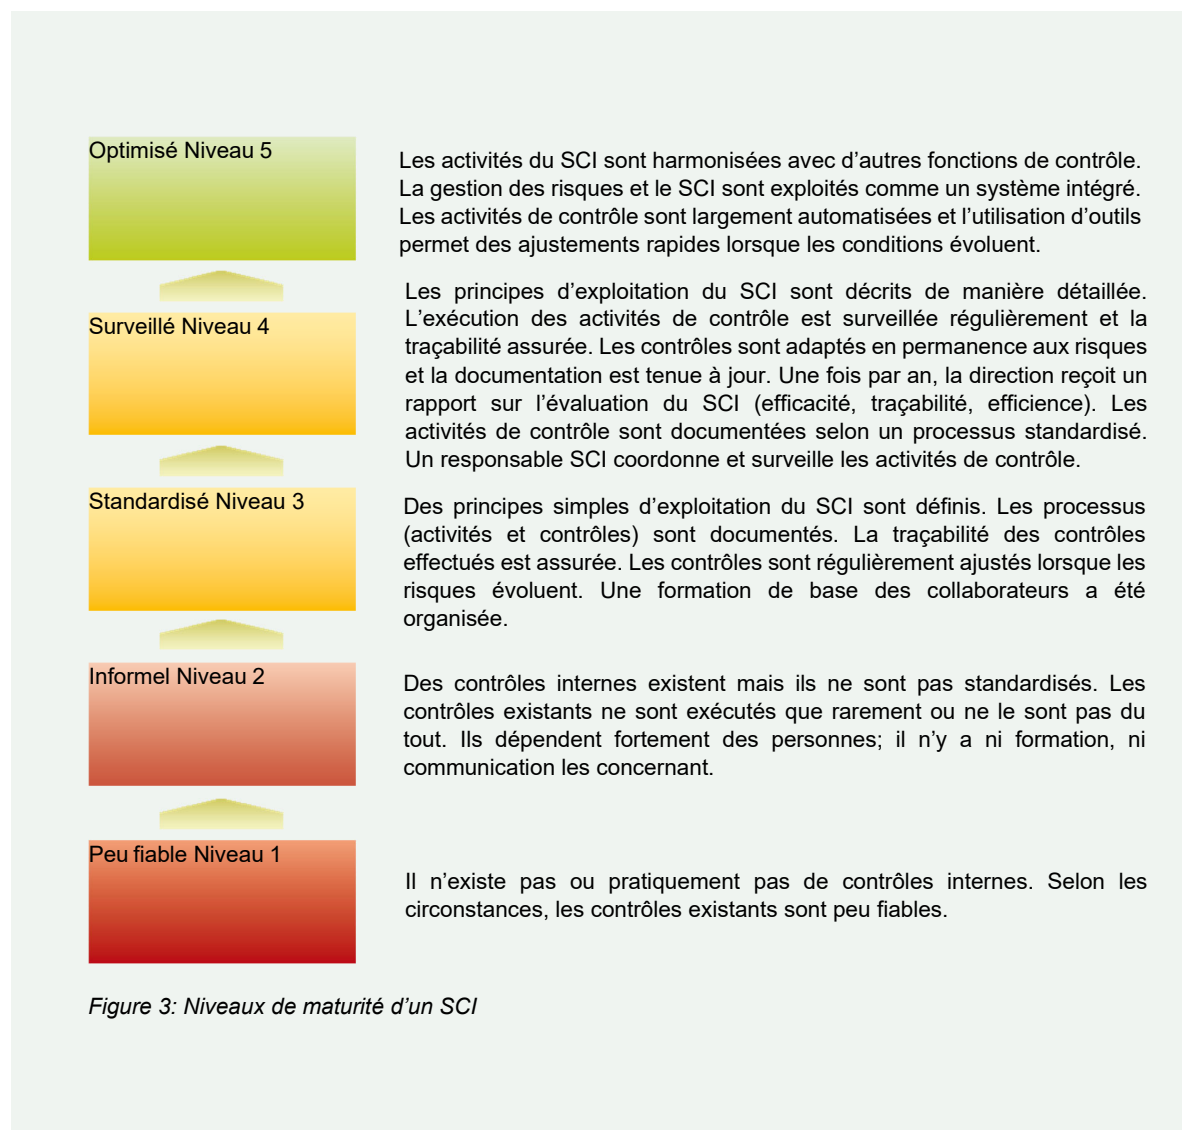 Optimisé Niveau 5
Les activités du SCI sont harmonisées avec d’autres fonctions de contrôle.
La gestion des risques et le SCI sont exploités comme un système intégré.
Les activités de contrôle sont largement automatisées et l’utilisation d’outils
permet des ajustements rapides lorsque les conditions évoluent.
Surveillé Niveau 4
Les principes d’exploitation du SCI sont décrits de manière détaillée.
L’exécution des activités de contrôle est surveillée régulièrement et la
traçabilité assurée. Les contrôles sont adaptés en permanence aux risques
et la documentation est tenue à jour. Une fois par an, la direction reçoit un
rapport sur l’évaluation du SCI (efficacité, traçabilité, efficience). Les
activités de contrôle sont documentées selon un processus standardisé.
Un responsable SCI coordonne et surveille les activités de contrôle.
Standardisé Niveau 3
Des principes simples d’exploitation du SCI sont définis. Les processus
(activités et contrôles) sont documentés. La traçabilité des contrôles
effectués est assurée. Les contrôles sont régulièrement ajustés lorsque les
risques évoluent. Une formation de base des collaborateurs a été
organisée.
Informel Niveau 2
Des contrôles internes existent mais ils ne sont pas standardisés. Les
contrôles existants ne sont exécutés que rarement ou ne le sont pas du
tout. Ils dépendent fortement des personnes; il n’y a ni formation, ni
communication les concernant.
Peu fiable Niveau 1
Il n’existe pas ou pratiquement pas de contrôles internes. Selon les
circonstances, les contrôles existants sont peu fiables.
Figure 3: Niveaux de maturité d’un SCI